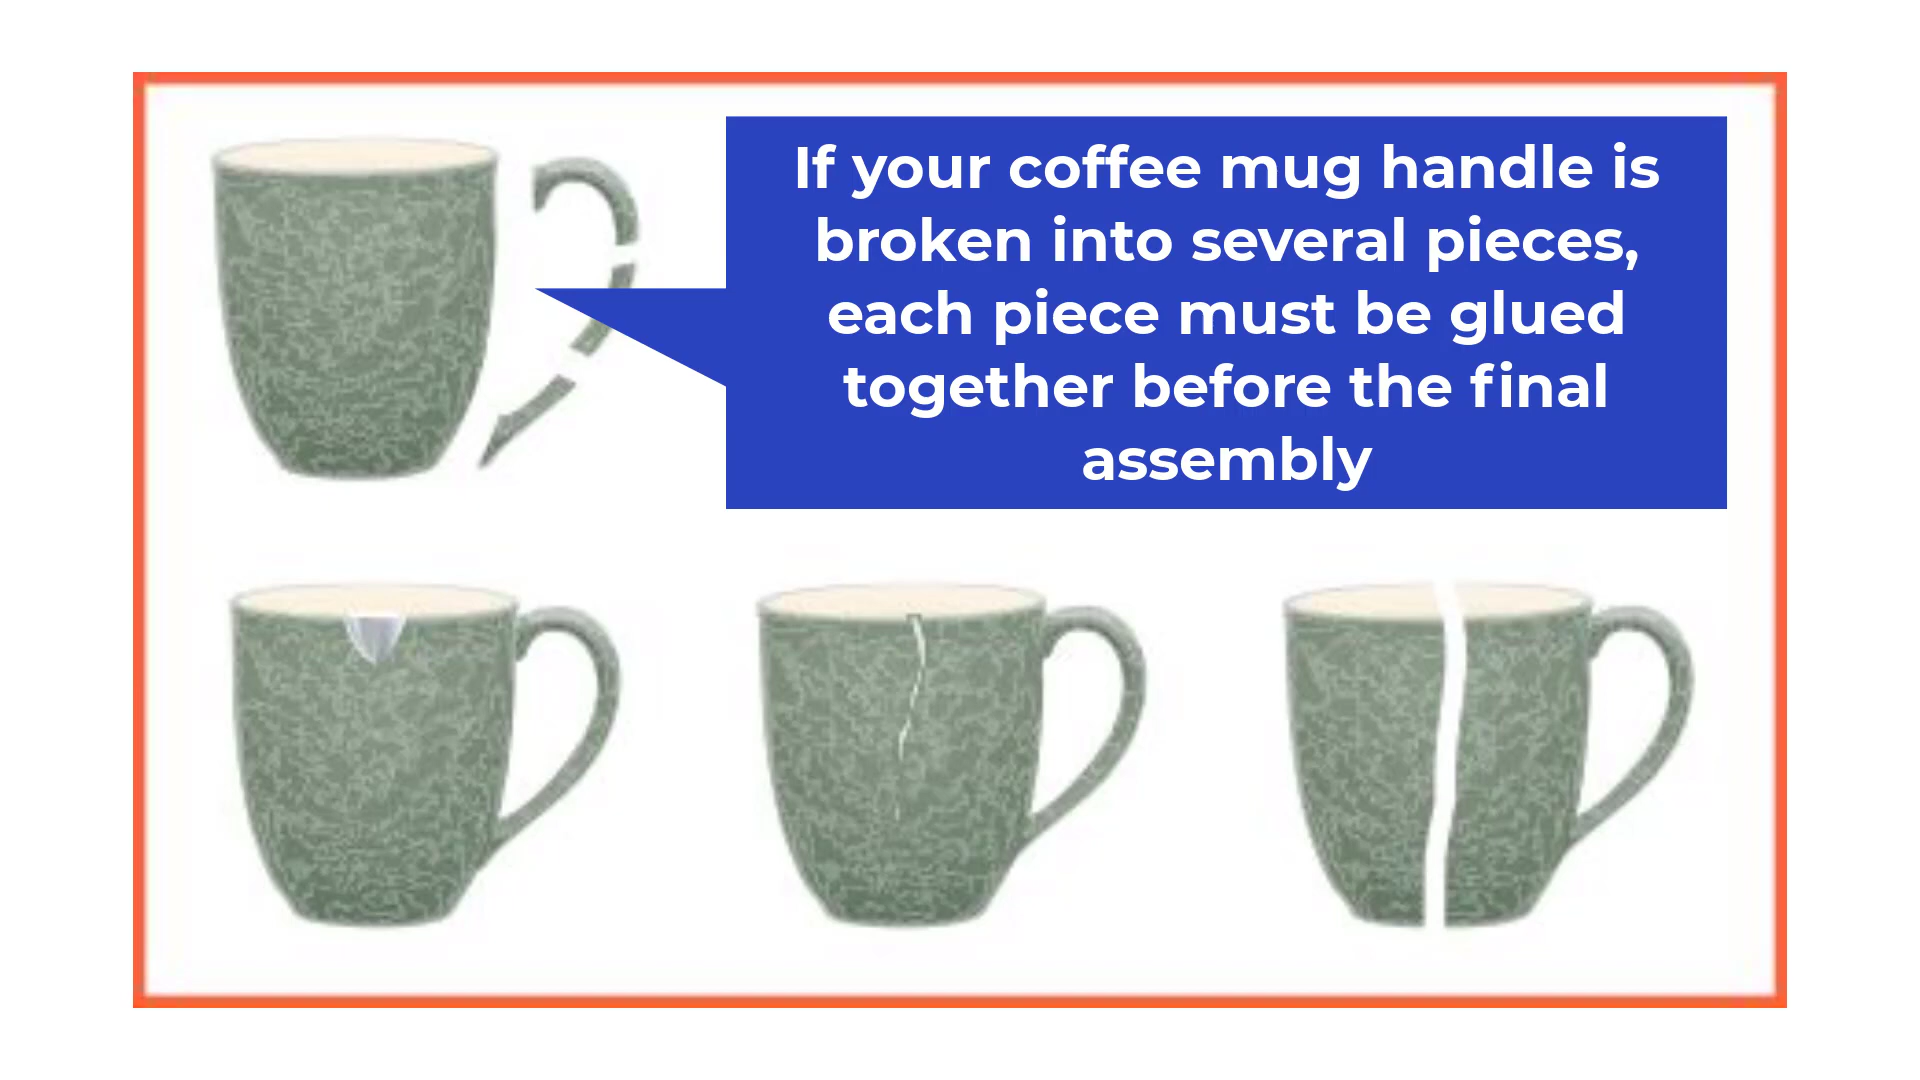 If your coffee mug handle is
broken into several pieces,
each piece must be glued
together before the final
assembly